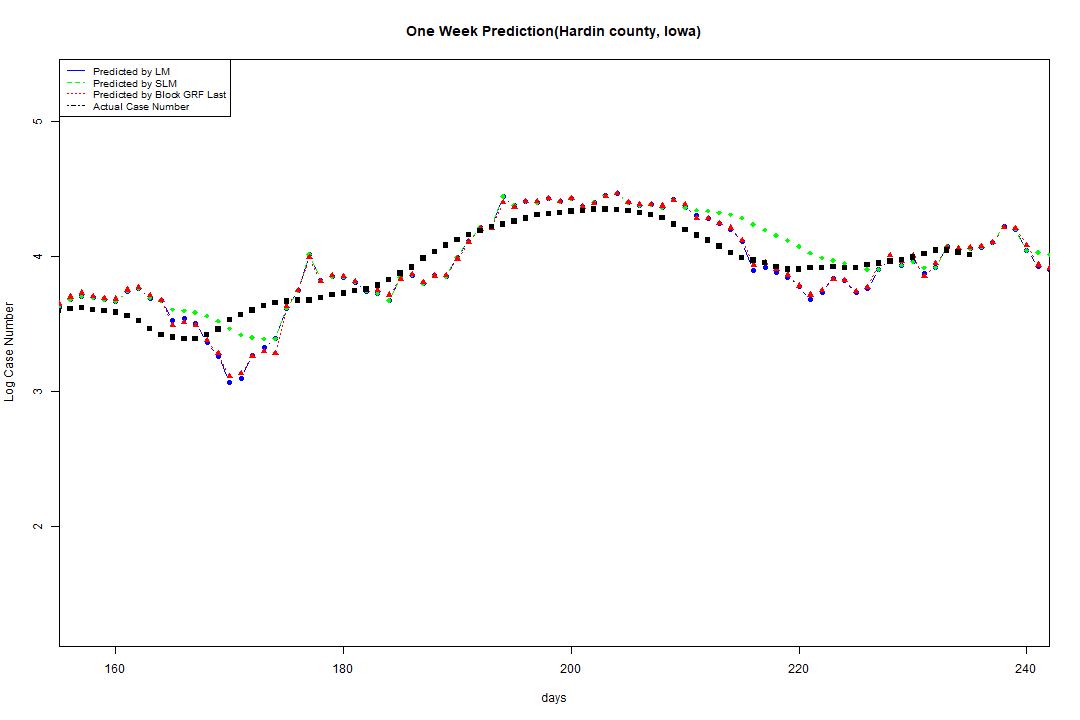 One Week Prediction(Hardin county, Iowa)
Predicted by LM
Predicted by SLM
Predicted by Block GRF Last
Actual Case Number
5
4
3
2
Log Case Number
160 180 200 220 240
days